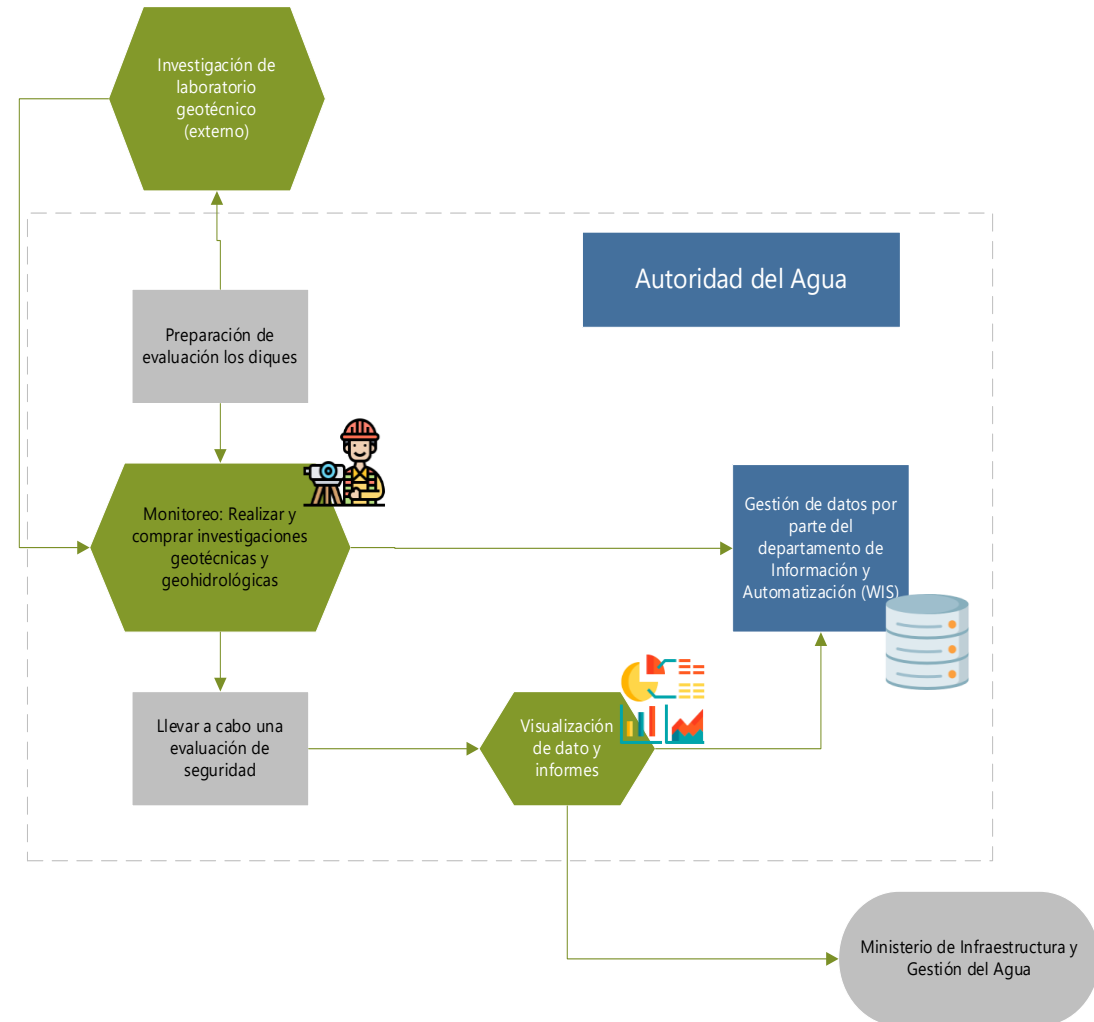 Investigación de
laboratorio
geotécnico
(externo)
Autoridad del Agua
Preparación de
evaluación los diques
Monitoreo: Realizar y
comprar investigaciones
geotécnicas y
geohidrológicas
Gestión de datos por
parte del
departamento de
Información y
Automatización (WIS)
Llevar a cabo una
evaluación de
seguridad
Visualización
de dato y
informes
Ministerio de Infraestructura y
Gestión del Agua